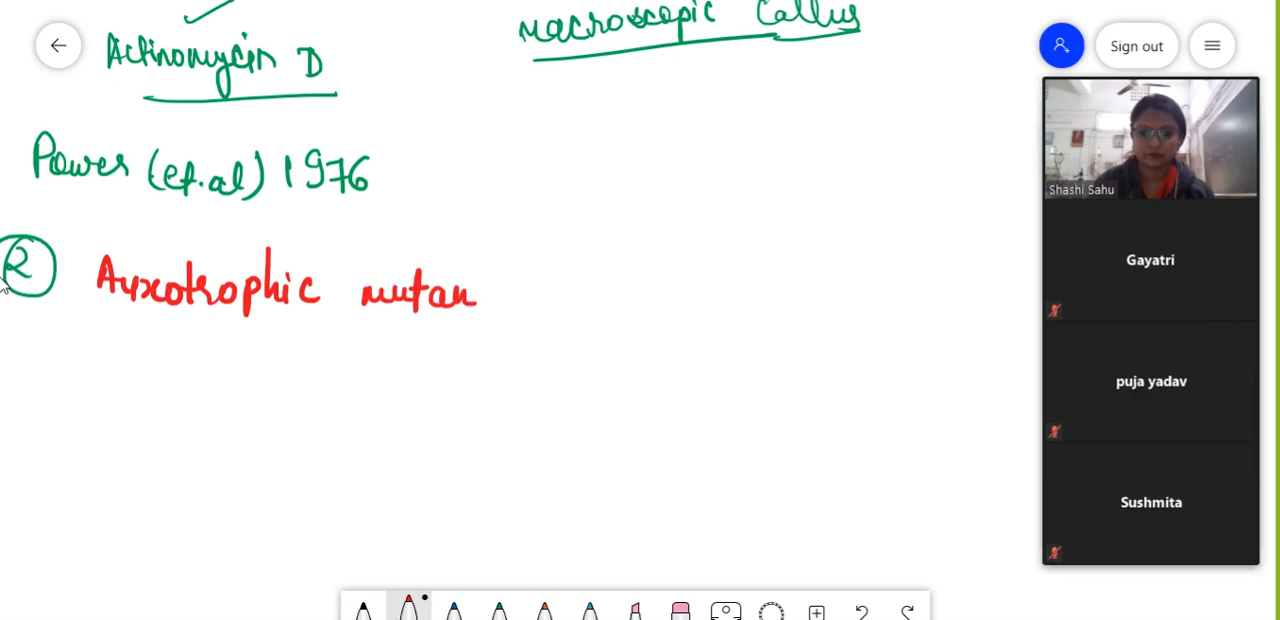 macroscopic Callus
Sign out
Actinomycin D
Power (et.al) 1976
Shashi Sahu
Gayatri
2 Auxotrophic mutan
puja yadav
Sushmita